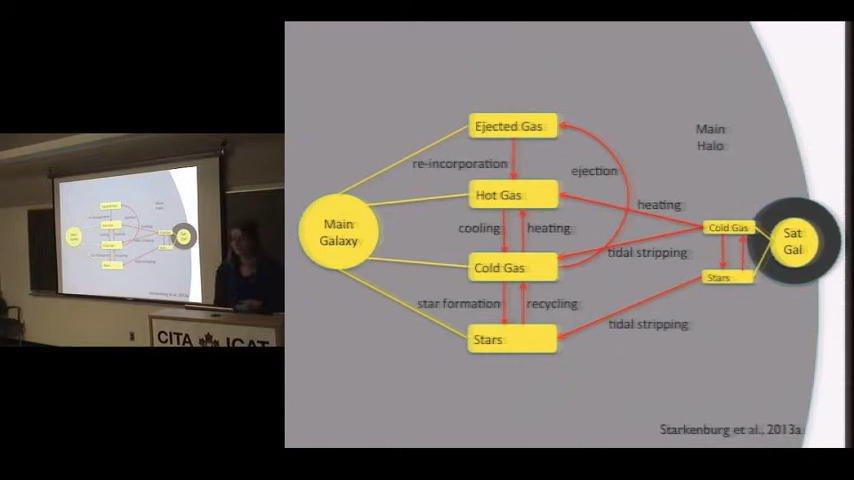 Ejected Gas
re-incorporation
ejection
Main
Halo
Hot Gas
cooling
heating
heating
Main
Galaxy
Cold Gas
tidal stripping
star formation
recycling
Stars
tidal stripping
Cold Gas
Stars
Sat
Gal
Starkenburg et al., 2013a
CITA
ICAT